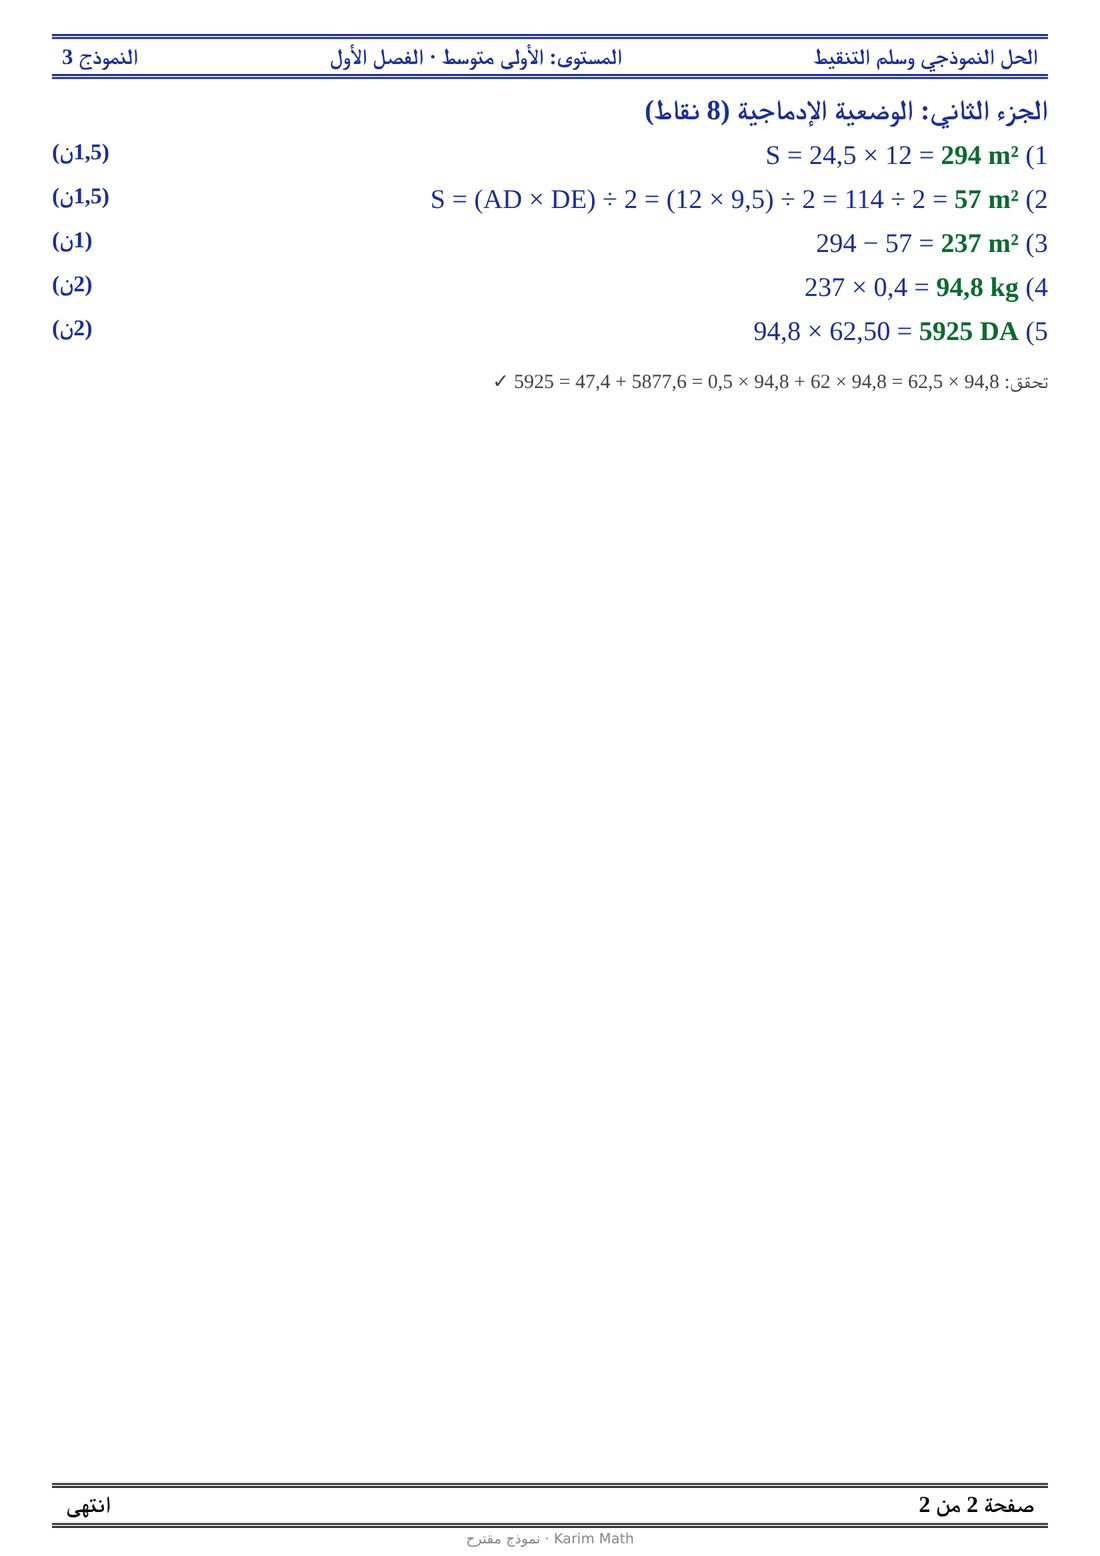 الحل النموذجي وسلم التنقيط المستوى: الأولى متوسط · الفصل الأول النموذج 3
الجزء الثاني: الوضعية الإدماجية (8 نقاط)
1) S = 24,5 × 12 = 294 m² (1,5ن)
2) S = (AD × DE) ÷ 2 = (12 × 9,5) ÷ 2 = 114 ÷ 2 = 57 m² (1,5ن)
3) 294 − 57 = 237 m² (1ن)
4) 237 × 0,4 = 94,8 kg (2ن)
5) 94,8 × 62,50 = 5925 DA (2ن)
تحقق: 94,8 × 62,5 = 94,8 × 62 + 94,8 × 0,5 = 5877,6 + 47,4 = 5925 ✓
صفحة 2 من 2 انتهى
Karim Math · نموذج مقترح